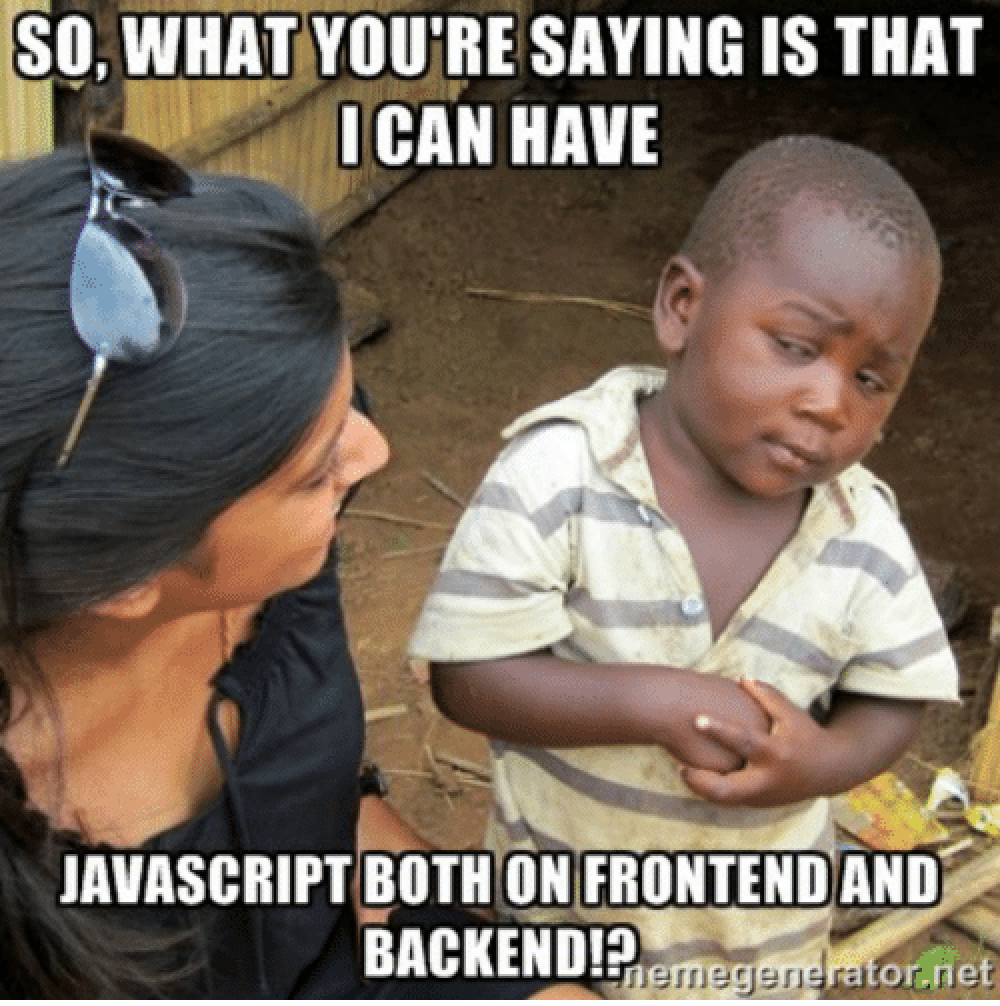 SO, WHAT YOU'RE SAYING IS THAT
I CAN HAVE
JAVASCRIPT BOTH ON FRONTEND AND
BACKEND!?
memegenerator.net